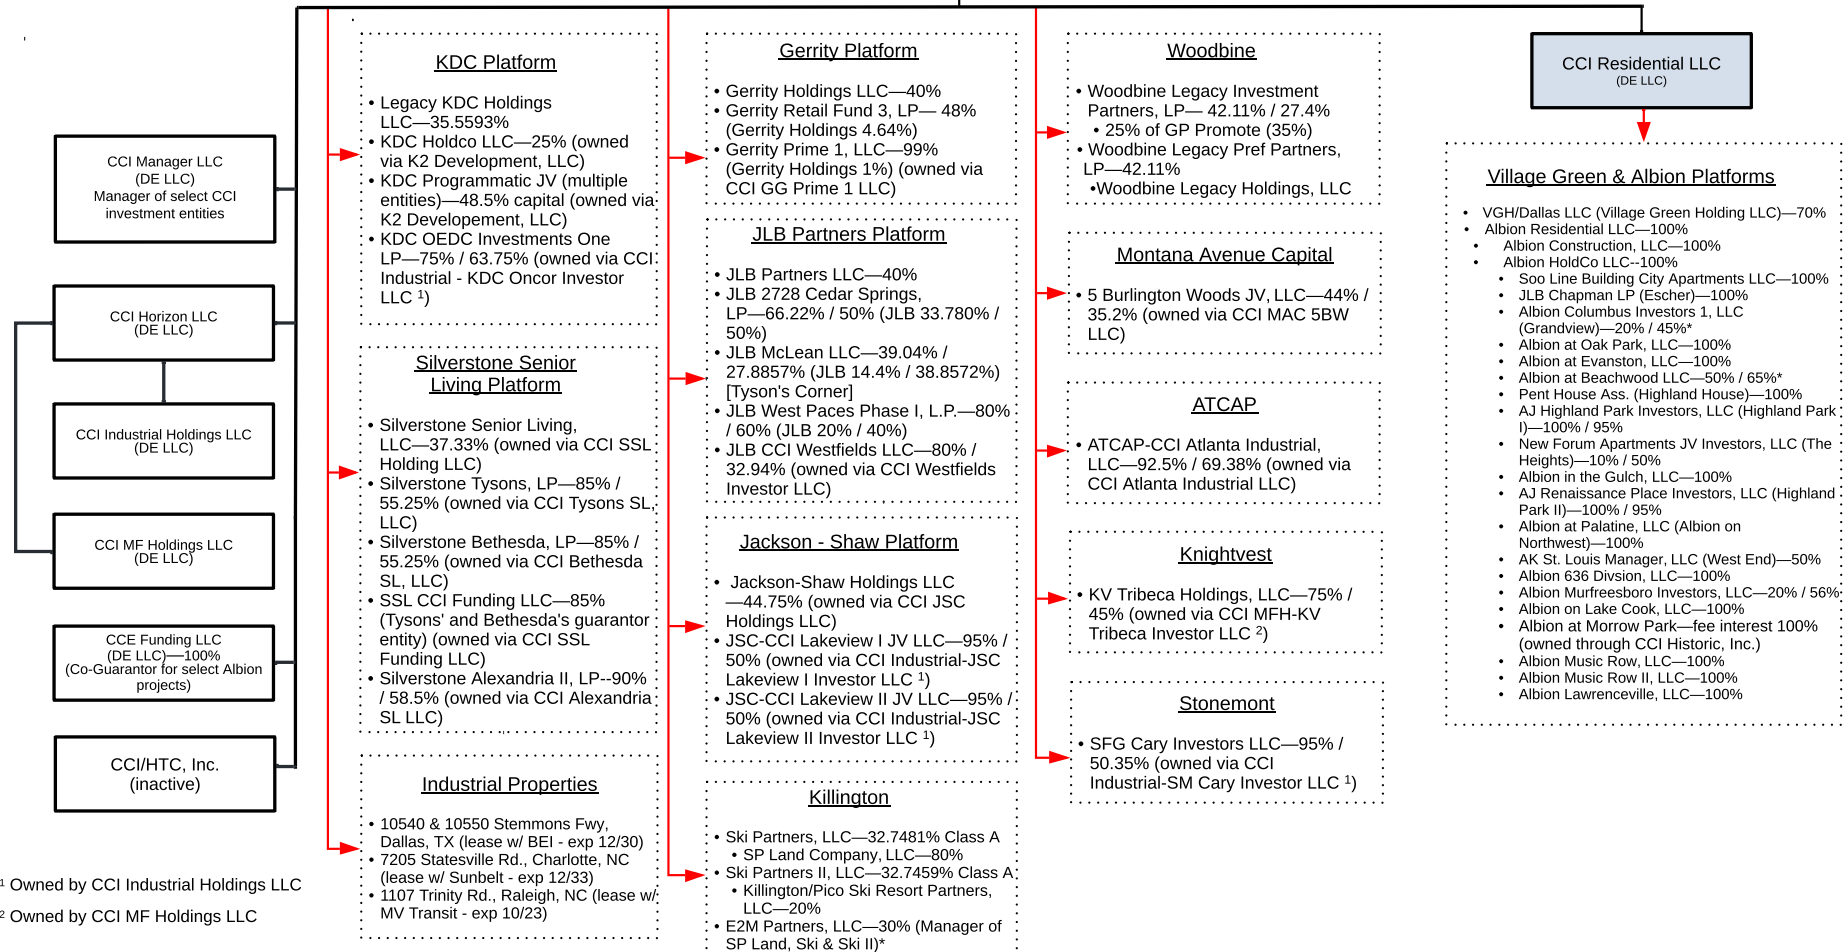 CCI Manager LLC
(DE LLC)
Manager of select CCI
investment entities
CCI Horizon LLC
(DE LLC)
CCI Industrial Holdings LLC
(DE LLC)
CCI MF Holdings LLC
(DE LLC)
CCE Funding LLC
(DE LLC)—100%
(Co-Guarantor for select Albion
projects)
CCI/HTC, Inc.
(inactive)
¹ Owned by CCI Industrial Holdings LLC
² Owned by CCI MF Holdings LLC
KDC Platform
• Legacy KDC Holdings
LLC—35.5593%
• KDC Holdco LLC—25% (owned
via K2 Development, LLC)
• KDC Programmatic JV (multiple
entities)—48.5% capital (owned via
K2 Developement, LLC)
• KDC OEDC Investments One
LP—75% / 63.75% (owned via CCI
Industrial - KDC Oncor Investor
LLC ¹)
Silverstone Senior
Living Platform
• Silverstone Senior Living,
LLC—37.33% (owned via CCI SSL
Holding LLC)
• Silverstone Tysons, LP—85% /
55.25% (owned via CCI Tysons SL,
LLC)
• Silverstone Bethesda, LP—85% /
55.25% (owned via CCI Bethesda
SL, LLC)
• SSL CCI Funding LLC—85%
(Tysons' and Bethesda's guarantor
entity) (owned via CCI SSL
Funding LLC)
• Silverstone Alexandria II, LP--90%
/ 58.5% (owned via CCI Alexandria
SL LLC)
Industrial Properties
• 10540 & 10550 Stemmons Fwy,
Dallas, TX (lease w/ BEI - exp 12/30)
• 7205 Statesville Rd., Charlotte, NC
(lease w/ Sunbelt - exp 12/33)
• 1107 Trinity Rd., Raleigh, NC (lease w/
MV Transit - exp 10/23)
Gerrity Platform
• Gerrity Holdings LLC—40%
• Gerrity Retail Fund 3, LP— 48%
(Gerrity Holdings 4.64%)
• Gerrity Prime 1, LLC—99%
(Gerrity Holdings 1%) (owned via
CCI GG Prime 1 LLC)
JLB Partners Platform
• JLB Partners LLC—40%
• JLB 2728 Cedar Springs,
LP—66.22% / 50% (JLB 33.780% /
50%)
• JLB McLean LLC—39.04% /
27.8857% (JLB 14.4% / 38.8572%)
[Tyson's Corner]
• JLB West Paces Phase I, L.P.—80%
/ 60% (JLB 20% / 40%)
• JLB CCI Westfields LLC—80% /
32.94% (owned via CCI Westfields
Investor LLC)
Jackson - Shaw Platform
• Jackson-Shaw Holdings LLC
—44.75% (owned via CCI JSC
Holdings LLC)
• JSC-CCI Lakeview I JV LLC—95% /
50% (owned via CCI Industrial-JSC
Lakeview I Investor LLC ¹)
• JSC-CCI Lakeview II JV LLC—95% /
50% (owned via CCI Industrial-JSC
Lakeview II Investor LLC ¹)
Killington
• Ski Partners, LLC—32.7481% Class A
• SP Land Company, LLC—80%
• Ski Partners II, LLC—32.7459% Class A
• Killington/Pico Ski Resort Partners,
LLC—20%
• E2M Partners, LLC—30% (Manager of
SP Land, Ski & Ski II)*
Woodbine
• Woodbine Legacy Investment
Partners, LP— 42.11% / 27.4%
• 25% of GP Promote (35%)
• Woodbine Legacy Pref Partners,
LP—42.11%
•Woodbine Legacy Holdings, LLC
Montana Avenue Capital
• 5 Burlington Woods JV, LLC—44% /
35.2% (owned via CCI MAC 5BW
LLC)
ATCAP
• ATCAP-CCI Atlanta Industrial,
LLC—92.5% / 69.38% (owned via
CCI Atlanta Industrial LLC)
Knightvest
• KV Tribeca Holdings, LLC—75% /
45% (owned via CCI MFH-KV
Tribeca Investor LLC ²)
Stonemont
• SFG Cary Investors LLC—95% /
50.35% (owned via CCI
Industrial-SM Cary Investor LLC ¹)
CCI Residential LLC
(DE LLC)
Village Green & Albion Platforms
• VGH/Dallas LLC (Village Green Holding LLC)—70%
• Albion Residential LLC—100%
• Albion Construction, LLC—100%
• Albion HoldCo LLC--100%
• Soo Line Building City Apartments LLC—100%
• JLB Chapman LP (Escher)—100%
• Albion Columbus Investors 1, LLC
(Grandview)—20% / 45%*
• Albion at Oak Park, LLC—100%
• Albion at Evanston, LLC—100%
• Albion at Beachwood LLC—50% / 65%*
• Pent House Ass. (Highland House)—100%
• AJ Highland Park Investors, LLC (Highland Park
I)—100% / 95%
• New Forum Apartments JV Investors, LLC (The
Heights)—10% / 50%
• Albion in the Gulch, LLC—100%
• AJ Renaissance Place Investors, LLC (Highland
Park II)—100% / 95%
• Albion at Palatine, LLC (Albion on
Northwest)—100%
• AK St. Louis Manager, LLC (West End)—50%
• Albion 636 Divsion, LLC—100%
• Albion Murfreesboro Investors, LLC—20% / 56%
• Albion on Lake Cook, LLC—100%
• Albion at Morrow Park—fee interest 100%
(owned through CCI Historic, Inc.)
• Albion Music Row, LLC—100%
• Albion Music Row II, LLC—100%
• Albion Lawrenceville, LLC—100%